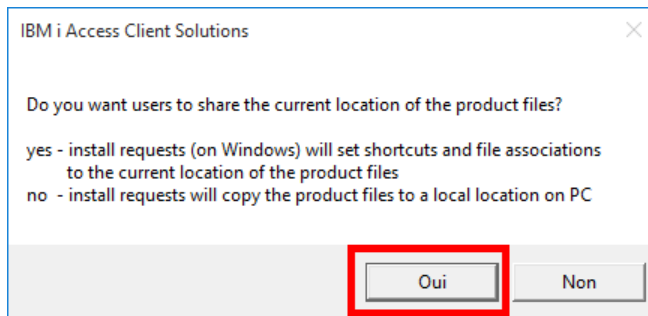 IBM i Access Client Solutions
Do you want users to share the current location of the product files?
yes - install requests (on Windows) will set shortcuts and file associations
to the current location of the product files
no - install requests will copy the product files to a local location on PC
Oui
Non